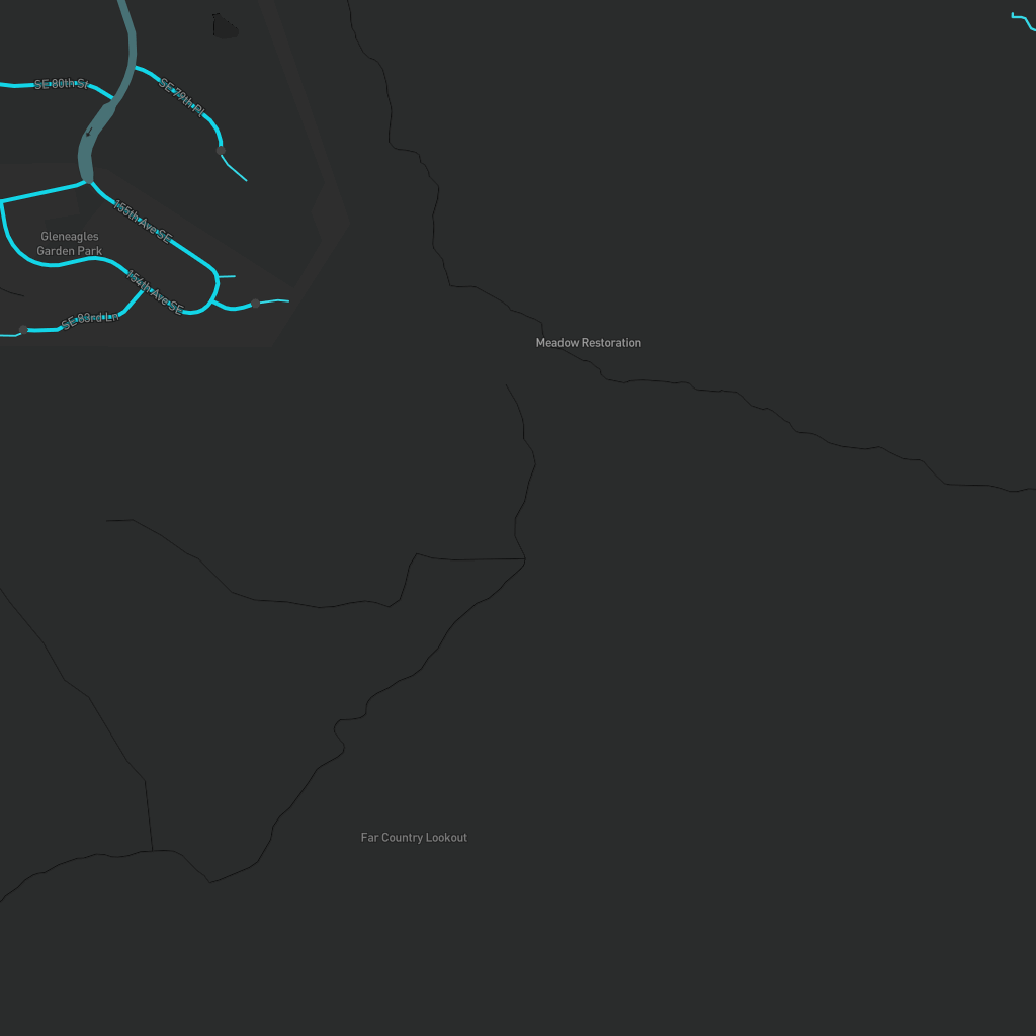 SE 80th St
SE 79th Pl
155th Ave SE
Gleneagles
Garden Park
154th Ave SE
SE 83rd Ln
Meadow Restoration
Far Country Lookout